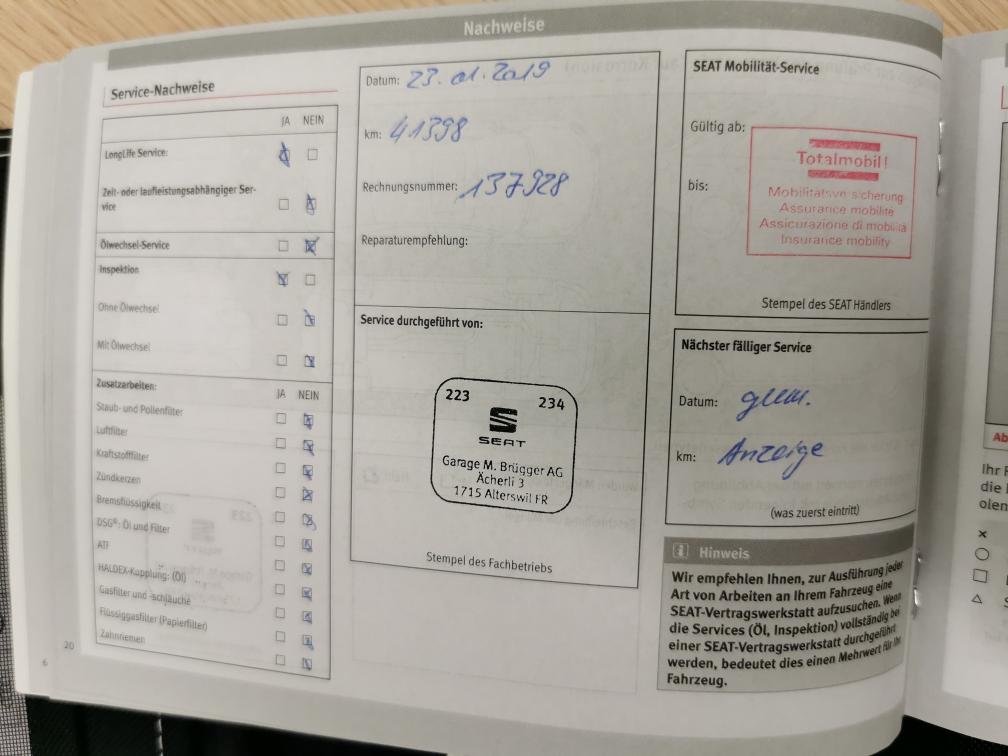 Nachweise
Service-Nachweise
JA NEIN
LongLife Service:
Zeit- oder laufleistungsabhängiger Ser-
vice
Ölwechsel-Service
Inspektion
Ohne Ölwechsel
Mit Ölwechsel
Zusatzarbeiten:
JA NEIN
Staub- und Pollenfilter
Luftfilter
Kraftstofffilter
Zündkerzen
Bremsflüssigkeit
DSG®: Öl und Filter
ATF
HALDEX-Kupplung: (Öl)
Gasfilter und -schläuche
Flüssiggasfilter (Papierfilter)
Zahnriemen
20
6
Datum: 23.01.2019
km: 41398
Rechnungsnummer: 137928
Reparaturempfehlung:
Service durchgeführt von:
223 234
SEAT
Garage M. Brügger AG
Ächerli 3
1715 Alterswil FR
Stempel des Fachbetriebs
SEAT Mobilität-Service
Gültig ab:
bis:
Totalmobil!
Mobilitätsversicherung
Assurance mobilité
Assicurazione di mobilità
Insurance mobility
Stempel des SEAT Händlers
Nächster fälliger Service
Datum: gem.
km: Anzeige
(was zuerst eintritt)
Hinweis
Wir empfehlen Ihnen, zur Ausführung jeder
Art von Arbeiten an Ihrem Fahrzeug eine
SEAT-Vertragswerkstatt aufzusuchen. Wenn
die Services (Öl, Inspektion) vollständig bei
einer SEAT-Vertragswerkstatt durchgeführt
werden, bedeutet dies einen Mehrwert für Ihr
Fahrzeug.
Ab
Ihr
die
olen